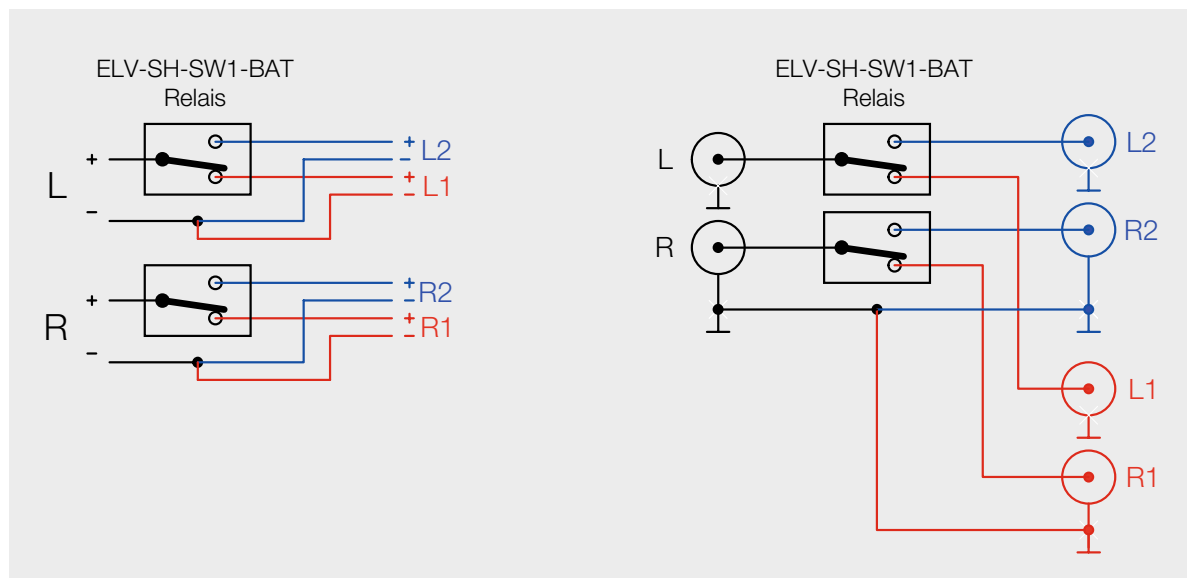 ELV-SH-SW1-BAT
Relais
+
L
–
+
– L2
+
– L1
+
R
–
+
– R2
+
– R1
ELV-SH-SW1-BAT
Relais
L
R
L2
R2
L1
R1